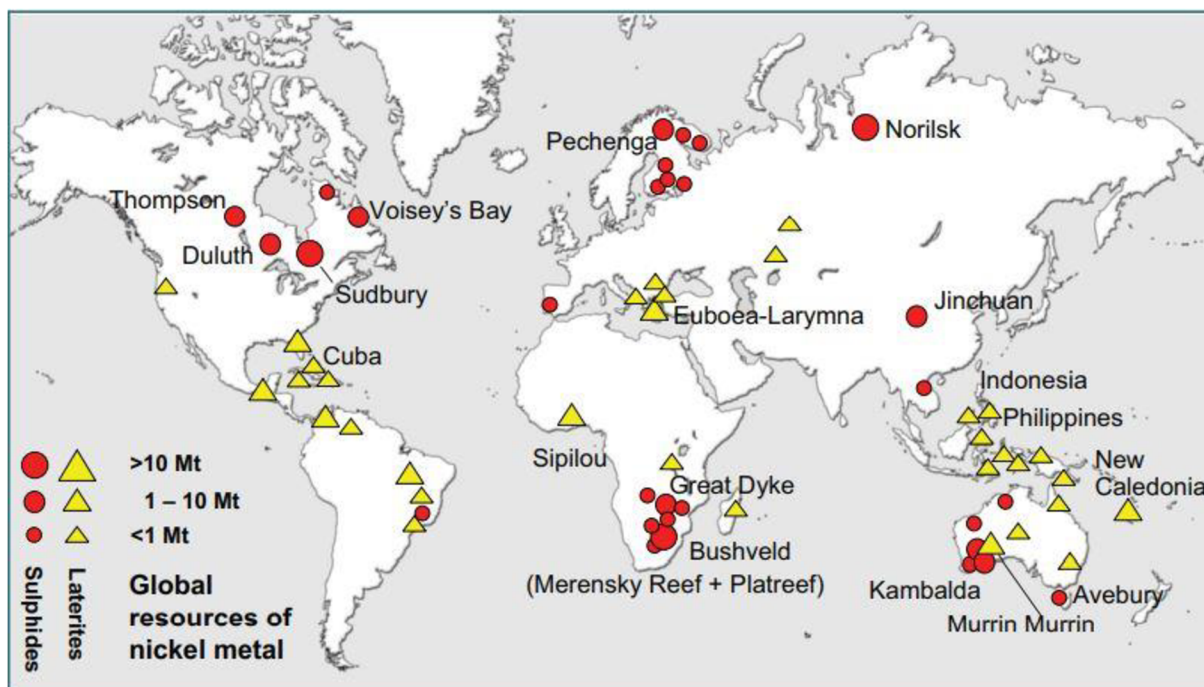 Pechenga
Norilsk
Thompson
Voisey's Bay
Duluth
Sudbury
Jinchuan
Euboea-Larymna
Cuba
Indonesia
Philippines
Sipilou
New
Caledonia
Great Dyke
Bushveld
(Merensky Reef + Platreef)
Kambalda
Avebury
Murrin Murrin
>10 Mt
1 – 10 Mt
<1 Mt
Sulphides
Laterites
Global
resources of
nickel metal